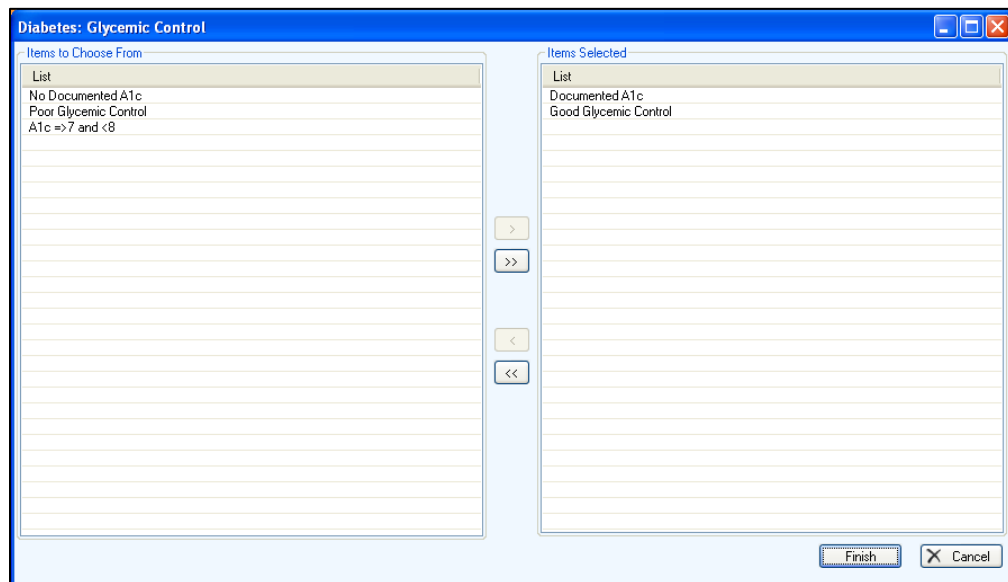 Diabetes: Glycemic Control
Items to Choose From
List
No Documented A1c
Poor Glycemic Control
A1c =>7 and <8
>
>>
<
<<
Items Selected
List
Documented A1c
Good Glycemic Control
Finish
Cancel